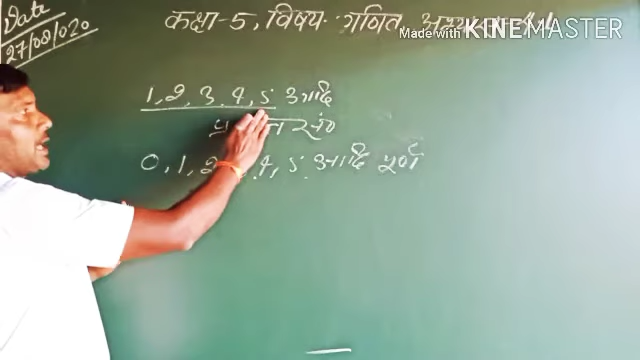 Date
27/08/020
कक्षा-5, विषय- गणित,
Made with KINEMASTER
1, 2, 3, 4, 5 आदि
0, 1, 2 4, 5 आदि पूर्ण